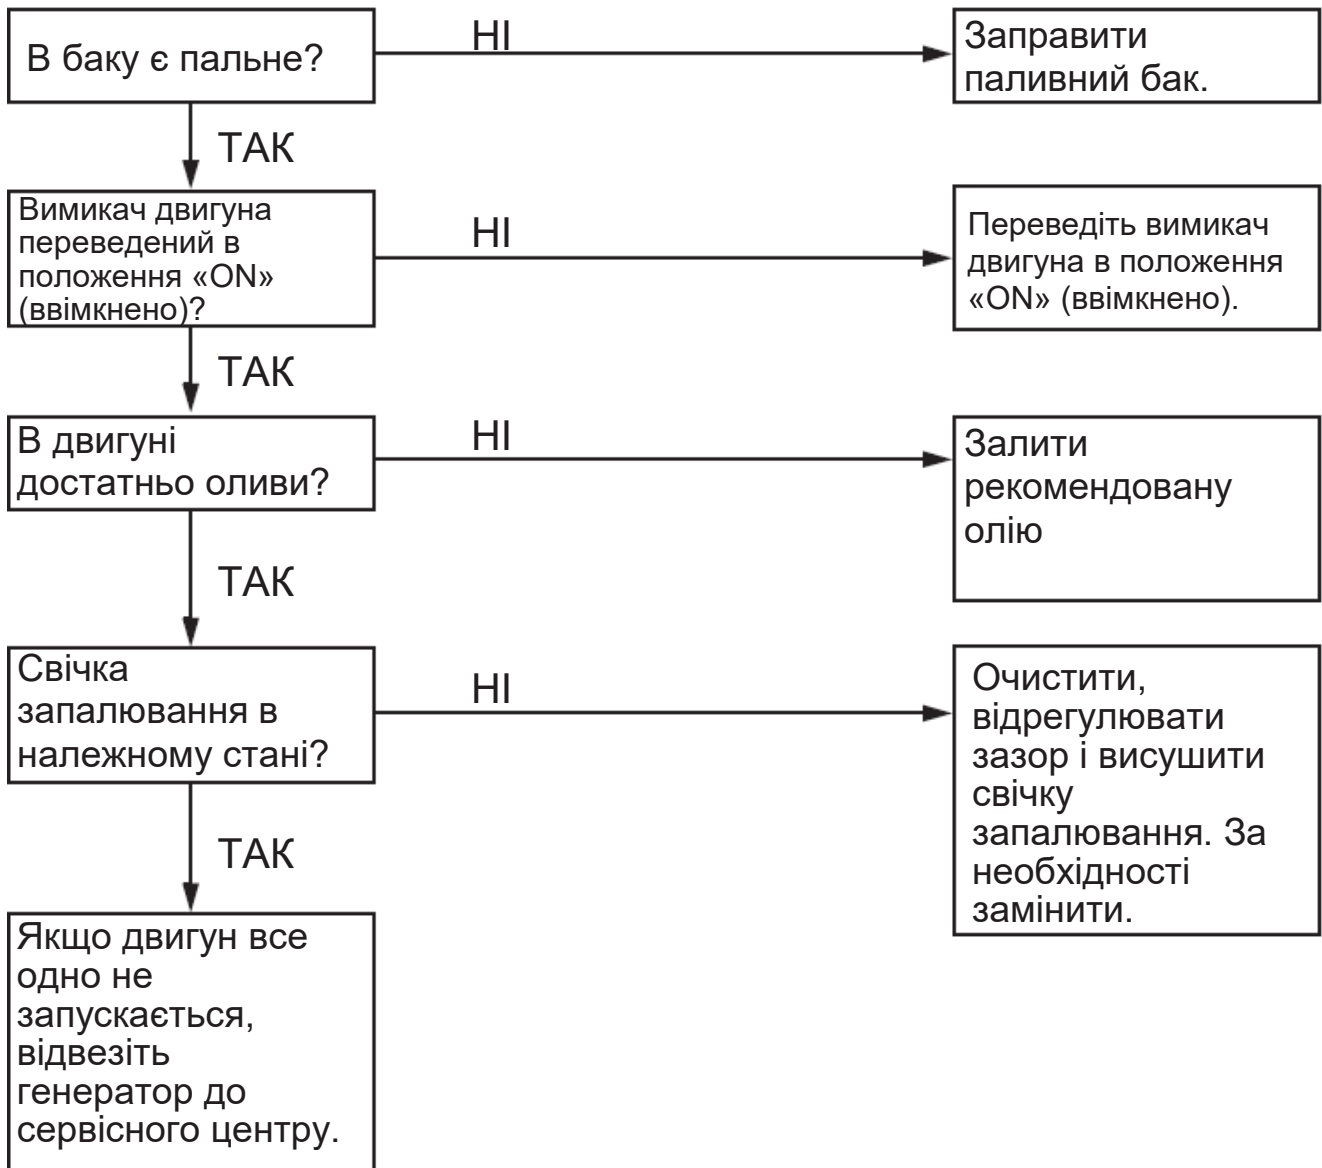 В баку є пальне?
НІ
Заправити
паливний бак.
ТАК
Вимикач двигуна
переведений в
положення «ON»
(ввімкнено)?
НІ
Переведіть вимикач
двигуна в положення
«ON» (ввімкнено).
ТАК
В двигуні
достатньо оливи?
НІ
Залити
рекомендовану
олію
ТАК
Свічка
запалювання в
належному стані?
НІ
Очистити,
відрегулювати
зазор і висушити
свічку
запалювання. За
необхідності
замінити.
ТАК
Якщо двигун все
одно не
запускається,
відвезіть
генератор до
сервісного центру.